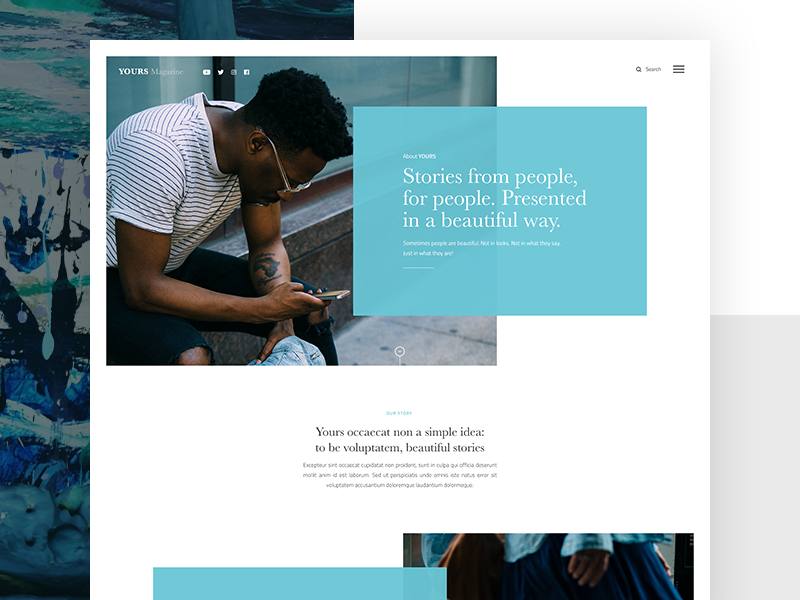 YOURS Magazine
Search
About YOURS
Stories from people,
for people. Presented
in a beautiful way.
Sometimes people are beautiful. Not in looks. Not in what they say.
Just in what they are!
OUR STORY
Yours occaecat non a simple idea:
to be voluptatem, beautiful stories
Excepteur sint occaecat cupidatat non proident, sunt in culpa qui officia deserunt
mollit anim id est laborum. Sed ut perspiciatis unde omnis iste natus error sit
voluptatem accusantium doloremque laudantium doloremque.